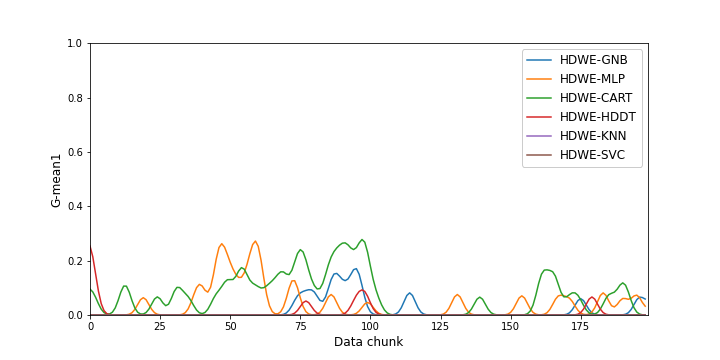 1.0
0.8
0.6
0.4
0.2
0.0
G-mean1
0
25
50
75
100
125
150
175
Data chunk
HDWE-GNB
HDWE-MLP
HDWE-CART
HDWE-HDDT
HDWE-KNN
HDWE-SVC